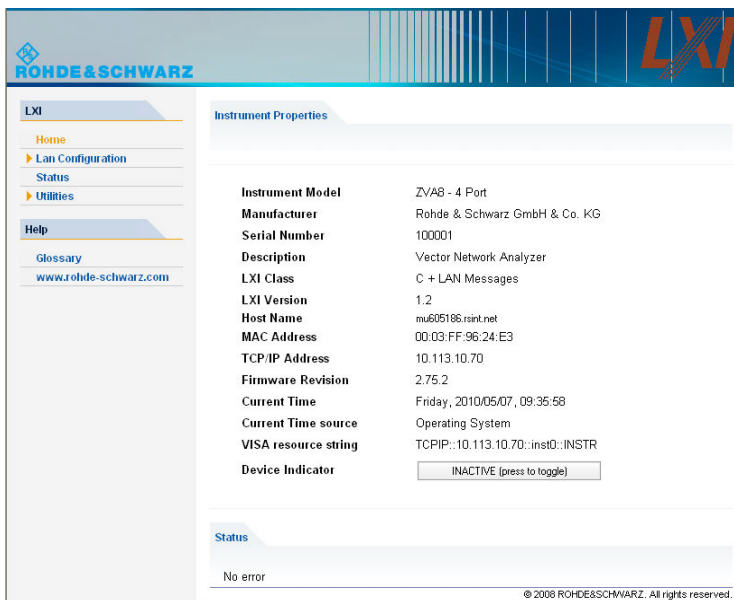 ROHDE&SCHWARZ
LXI
LXI
Home
Lan Configuration
Status
Utilities
Help
Glossary
www.rohde-schwarz.com
Instrument Properties
Instrument Model ZVA8 - 4 Port
Manufacturer Rohde & Schwarz GmbH & Co. KG
Serial Number 100001
Description Vector Network Analyzer
LXI Class C + LAN Messages
LXI Version 1.2
Host Name mu605186.rsint.net
MAC Address 00:03:FF:96:24:E3
TCP/IP Address 10.113.10.70
Firmware Revision 2.75.2
Current Time Friday, 2010/05/07, 09:35:58
Current Time source Operating System
VISA resource string TCPIP::10.113.10.70::inst0::INSTR
Device Indicator INACTIVE (press to toggle)
Status
No error
© 2008 ROHDE&SCHWARZ. All rights reserved.